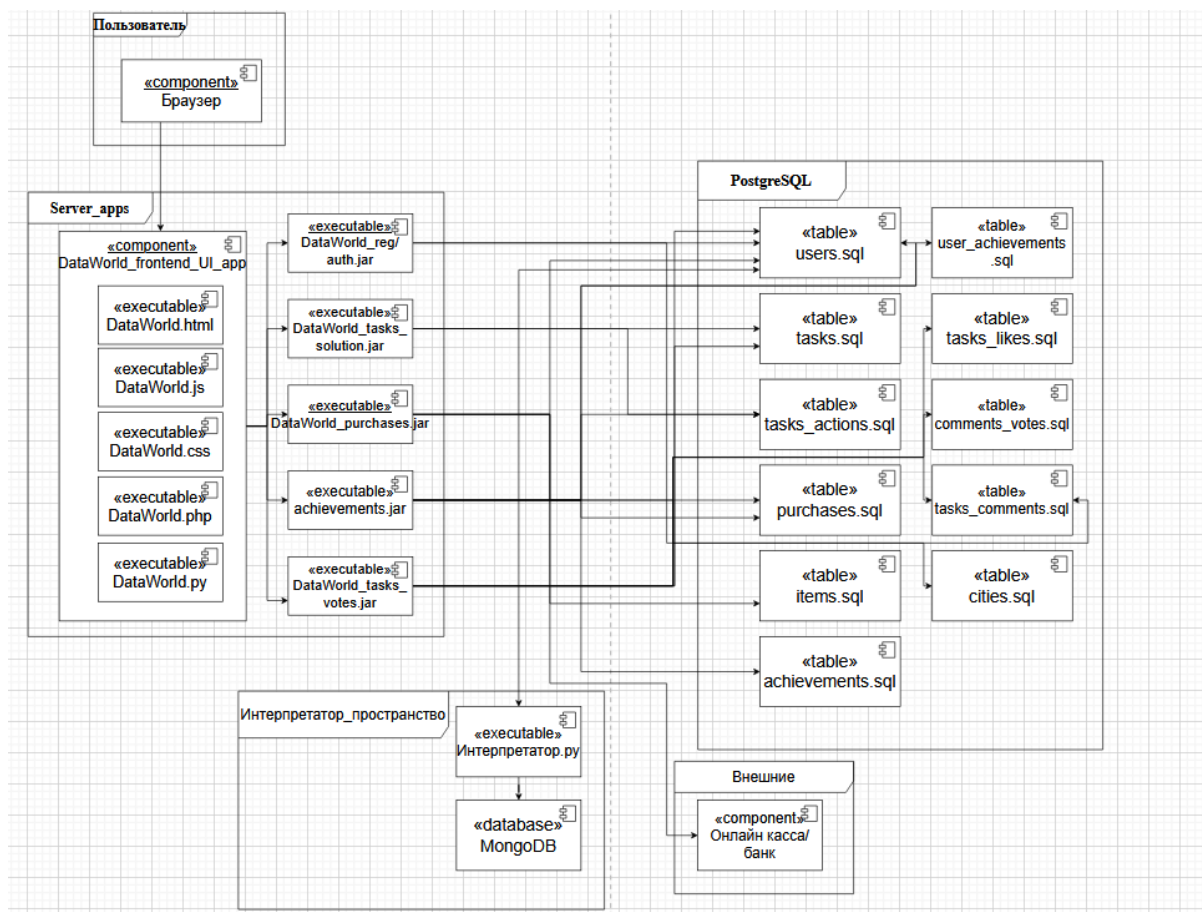 Пользователь
«component»
Браузер
Server_apps
«component»
DataWorld_frontend_UI_app
«executable»
DataWorld.html
«executable»
DataWorld.js
«executable»
DataWorld.css
«executable»
DataWorld.php
«executable»
DataWorld.py
«executable»
DataWorld_reg/
auth.jar
«executable»
DataWorld_tasks_
solution.jar
«executable»
DataWorld_purchases.jar
«executable»
achievements.jar
«executable»
DataWorld_tasks_
votes.jar
PostgreSQL
«table»
users.sql
«table»
user_achievements
.sql
«table»
tasks.sql
«table»
tasks_likes.sql
«table»
tasks_actions.sql
«table»
comments_votes.sql
«table»
purchases.sql
«table»
tasks_comments.sql
«table»
items.sql
«table»
cities.sql
«table»
achievements.sql
Интерпретатор_пространство
«executable»
Интерпретатор.py
«database»
MongoDB
Внешние
«component»
Онлайн касса/
банк